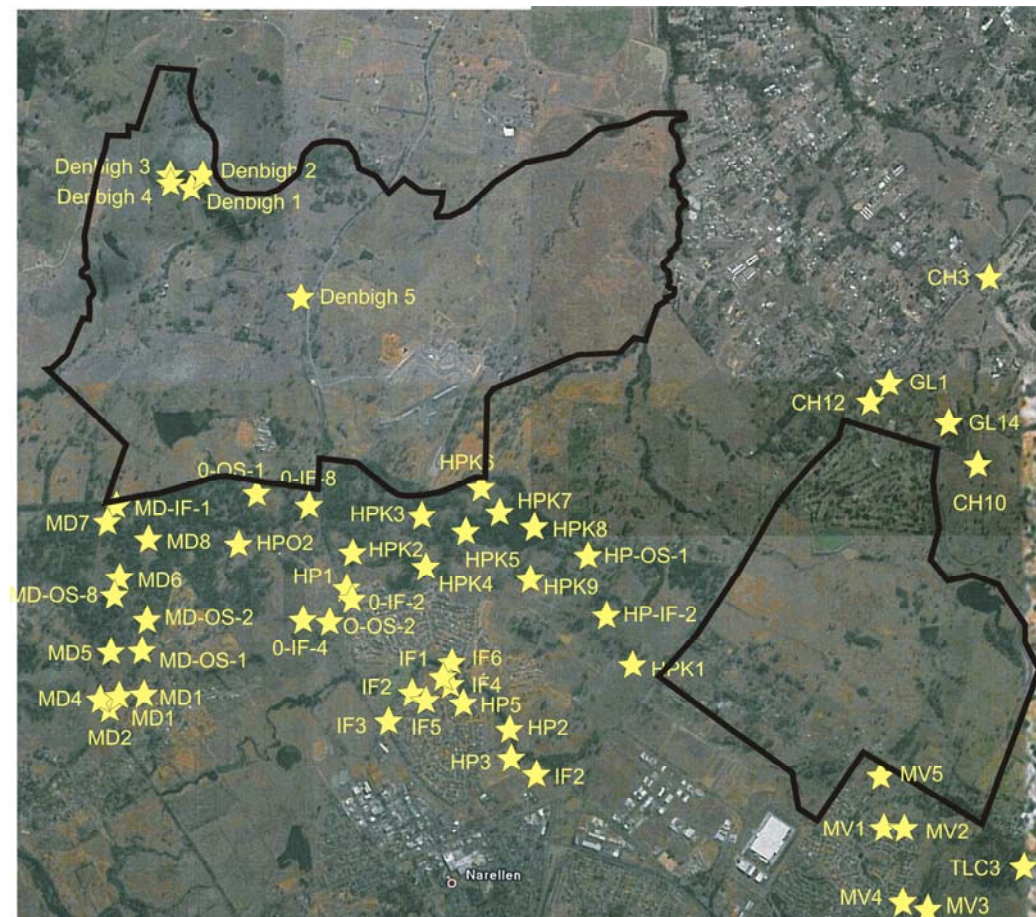 Denbigh 3
Denbigh 2
Denbigh 4
Denbigh 1
Denbigh 5
CH3
GL1
CH12
GL14
CH10
0-OS-1
0-IF-8
HPK6
MD-IF-1
MD7
HPK3
HPK7
HPK8
MD8
HPO2
HPK2
HPK5
HP-OS-1
MD6
HPK4
HPK9
HP1
MD-OS-8
0-IF-2
MD-OS-2
0-IF-4
O-OS-2
HP-IF-2
MD5
MD-OS-1
IF1
IF6
HPK1
IF2
IF4
MD4
MD1
MD1
HP5
MD2
IF3
IF5
HP2
HP3
IF2
MV5
MV1
MV2
TLC3
Narellen
MV4
MV3